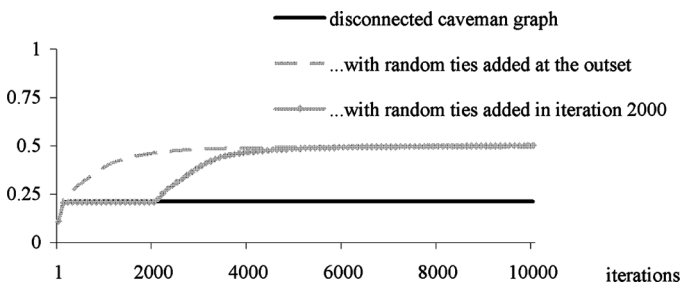 disconnected caveman graph
...with random ties added at the outset
...with random ties added in iteration 2000
1
0.75
0.5
0.25
0
1 2000 4000 6000 8000 10000 iterations